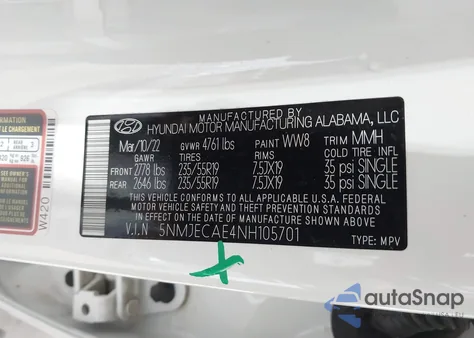 MANUFACTURED BY
HYUNDAI MOTOR MANUFACTURING ALABAMA, LLC
Mar/10/22 GVWR 4761 lbs PAINT WW8 TRIM MMH
GAWR TIRES RIMS COLD TIRE INFL
FRONT 2778 lbs 235/55R19 7.5JX19 35 psi SINGLE
REAR 2646 lbs 235/55R19 7.5JX19 35 psi SINGLE
THIS VEHICLE CONFORMS TO ALL APPLICABLE U.S.A. FEDERAL
MOTOR VEHICLE SAFETY, BUMPER, AND THEFT PREVENTION
STANDARDS IN EFFECT ON THE DATE OF MANUFACTURE SHOWN ABOVE.
V.I.N 5NMJECAE4NH105701 TYPE: MPV
W420
autoSnap